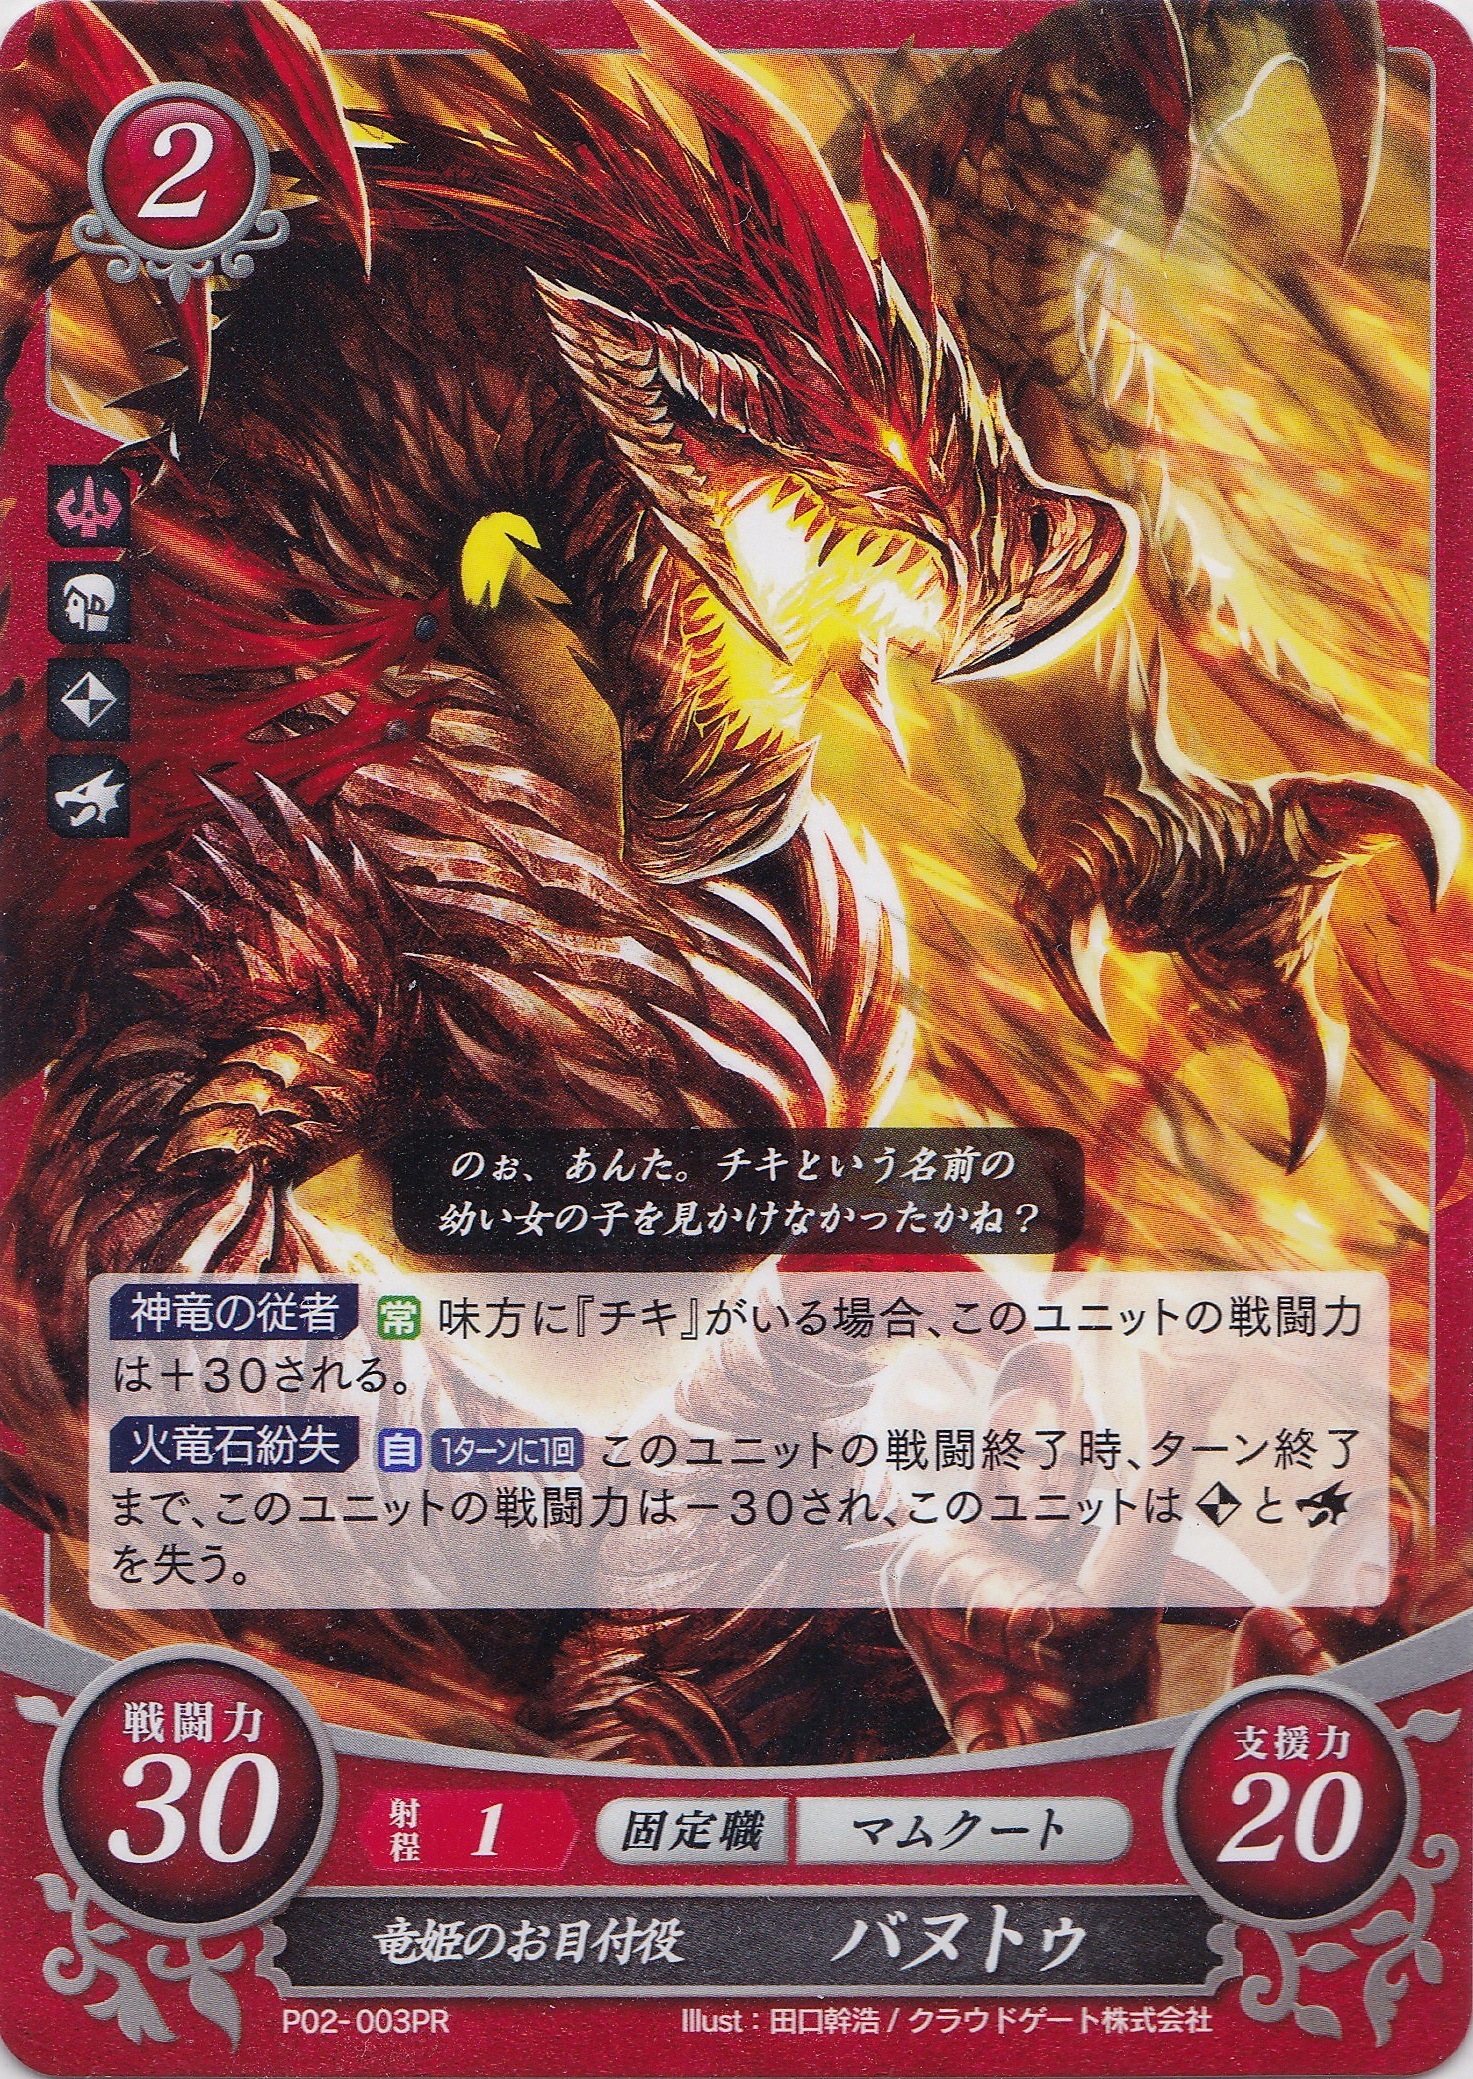 2
のぉ、あんた。チキという名前の
幼い女の子を見かけなかったかね？
神竜の従者 常 味方に『チキ』がいる場合、このユニットの戦闘力
は＋30される。
火竜石紛失 自 1ターンに1回 このユニットの戦闘終了時、ターン終了
まで、このユニットの戦闘力は－30され、このユニットは と
を失う。
戦闘力
30
射程 1
固定職 マムクート
支援力
20
竜姫のお目付役 バヌトゥ
P02-003PR Illust：田口幹浩 / クラウドゲート株式会社